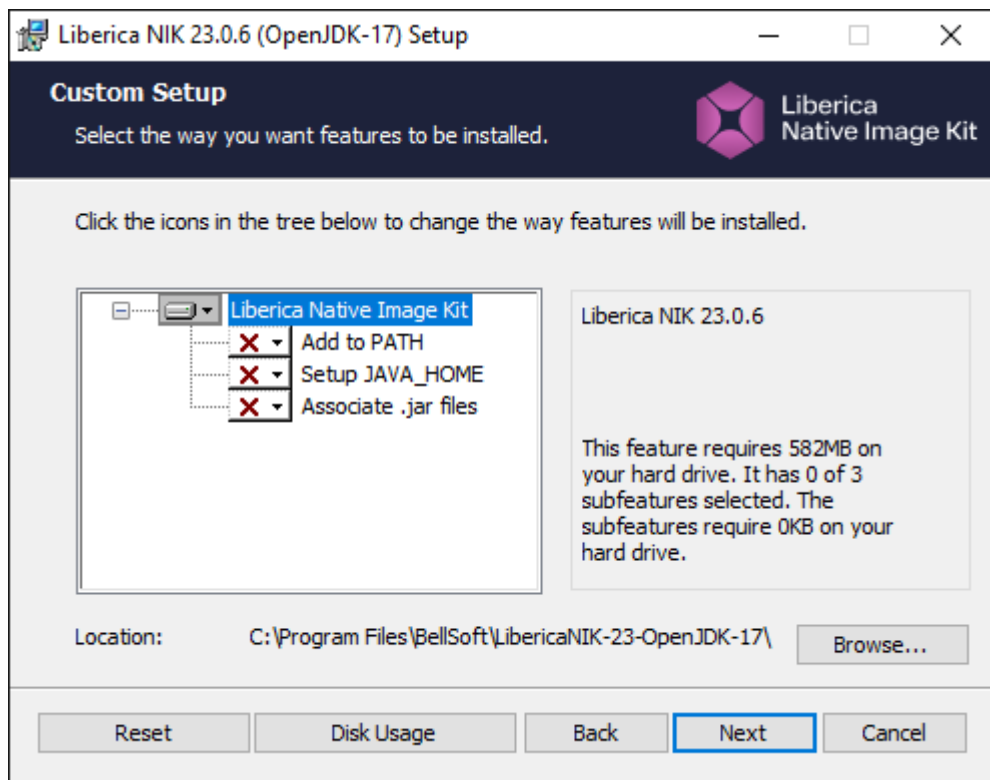 Liberica NIK 23.0.6 (OpenJDK-17) Setup
Custom Setup
Select the way you want features to be installed.
Liberica
Native Image Kit
Click the icons in the tree below to change the way features will be installed.
Liberica Native Image Kit
Add to PATH
Setup JAVA_HOME
Associate .jar files
Liberica NIK 23.0.6
This feature requires 582MB on
your hard drive. It has 0 of 3
subfeatures selected. The
subfeatures require 0KB on your
hard drive.
Location: C:\Program Files\BellSoft\LibericaNIK-23-OpenJDK-17\ Browse...
Reset Disk Usage Back Next Cancel